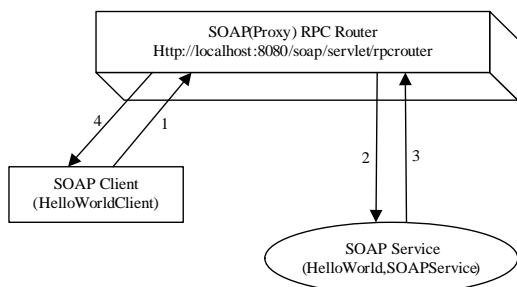 SOAP(Proxy) RPC Router
Http://localhost:8080/soap/servlet/rpcrouter
4
1
2
3
SOAP Client
(HelloWorldClient)
SOAP Service
(HelloWorld,SOAPService)